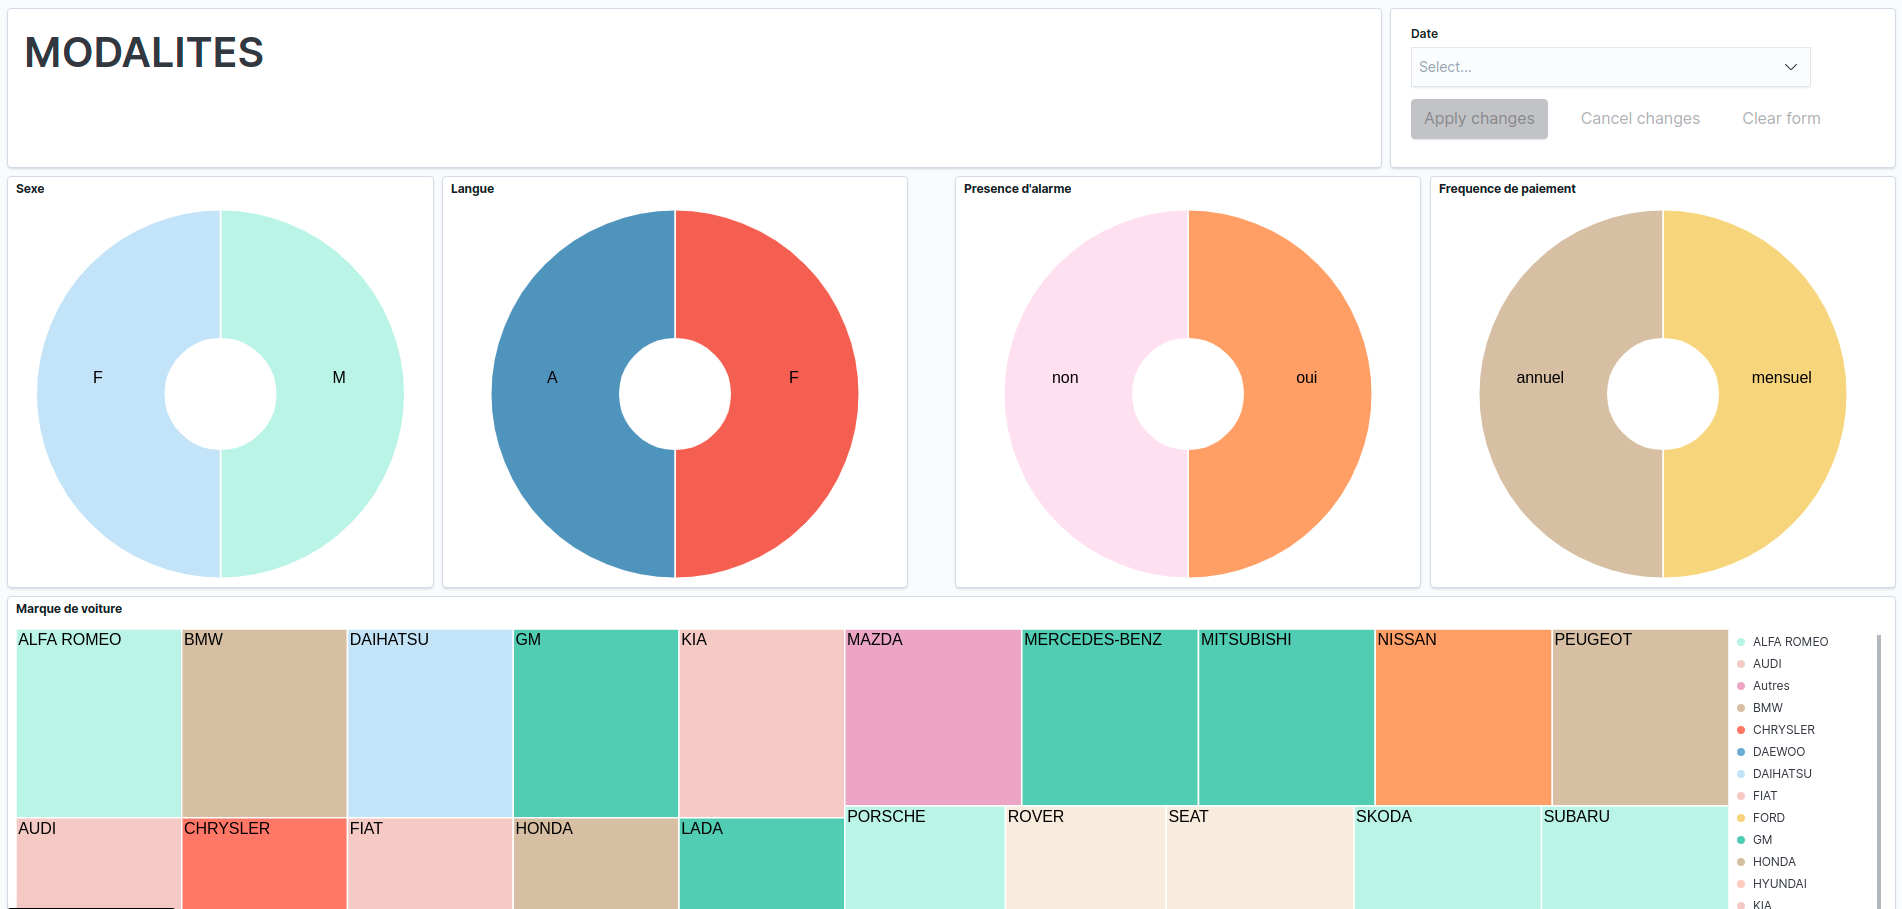 MODALITES
Date
Select...
Apply changes
Cancel changes
Clear form
Sexe
F
M
Langue
A
F
Presence d'alarme
non
oui
Frequence de paiement
annuel
mensuel
Marque de voiture
ALFA ROMEO
BMW
DAIHATSU
GM
KIA
MAZDA
MERCEDES-BENZ
MITSUBISHI
NISSAN
PEUGEOT
AUDI
CHRYSLER
FIAT
HONDA
LADA
PORSCHE
ROVER
SEAT
SKODA
SUBARU
ALFA ROMEO
AUDI
Autres
BMW
CHRYSLER
DAEWOO
DAIHATSU
FIAT
FORD
GM
HONDA
HYUNDAI
KIA